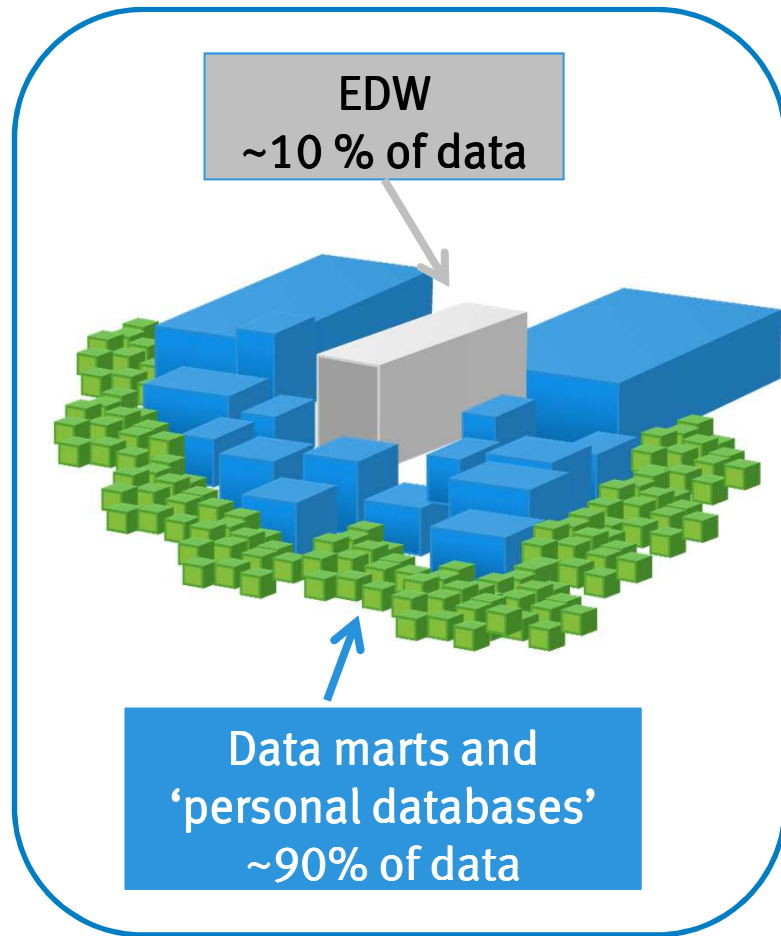 EDW
~10 % of data
Data marts and
‘personal databases’
~90% of data